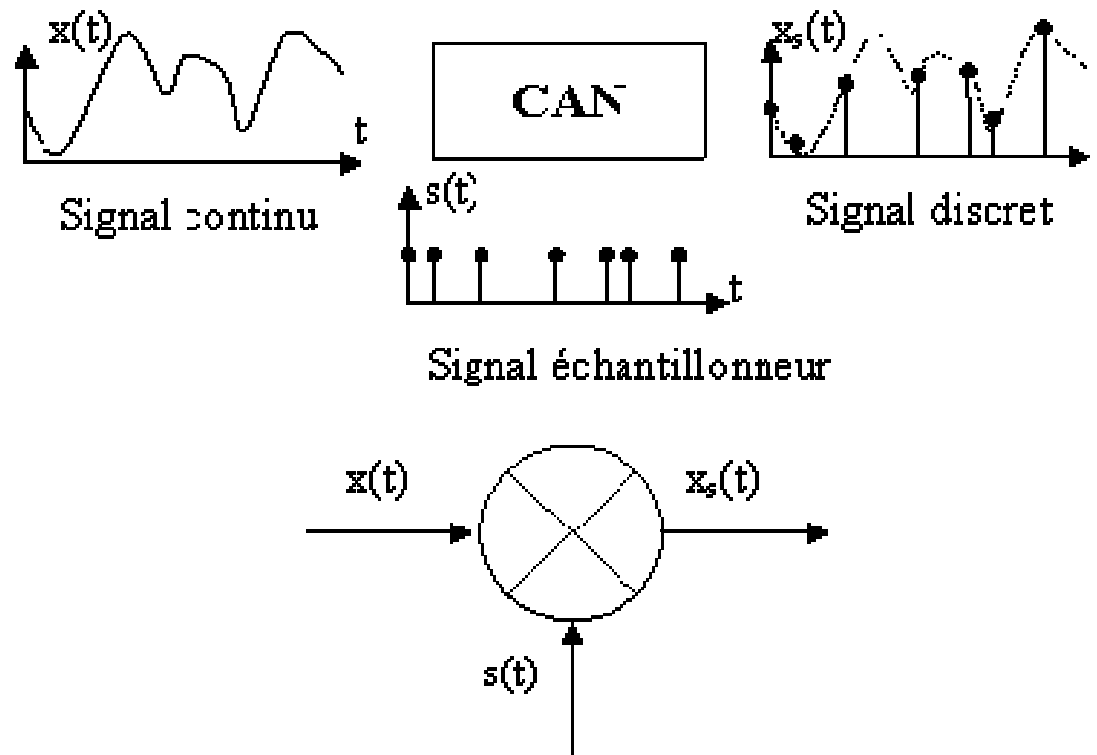 x(t)
t
Signal continu
CAN
s(t)
t
Signal échantillonneur
xₛ(t)
Signal discret
x(t)
xₛ(t)
s(t)